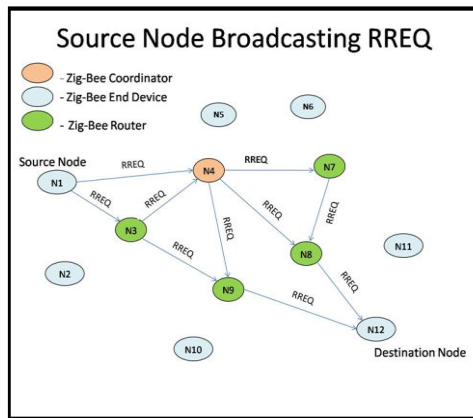 Source Node Broadcasting RREQ
- Zig-Bee Coordinator
- Zig-Bee End Device
- Zig-Bee Router
N5
N6
Source Node
RREQ
RREQ
N1
N4
N7
RREQ
RREQ
RREQ
RREQ
N3
RREQ
N11
N8
RREQ
RREQ
N2
N9
RREQ
N12
N10
Destination Node